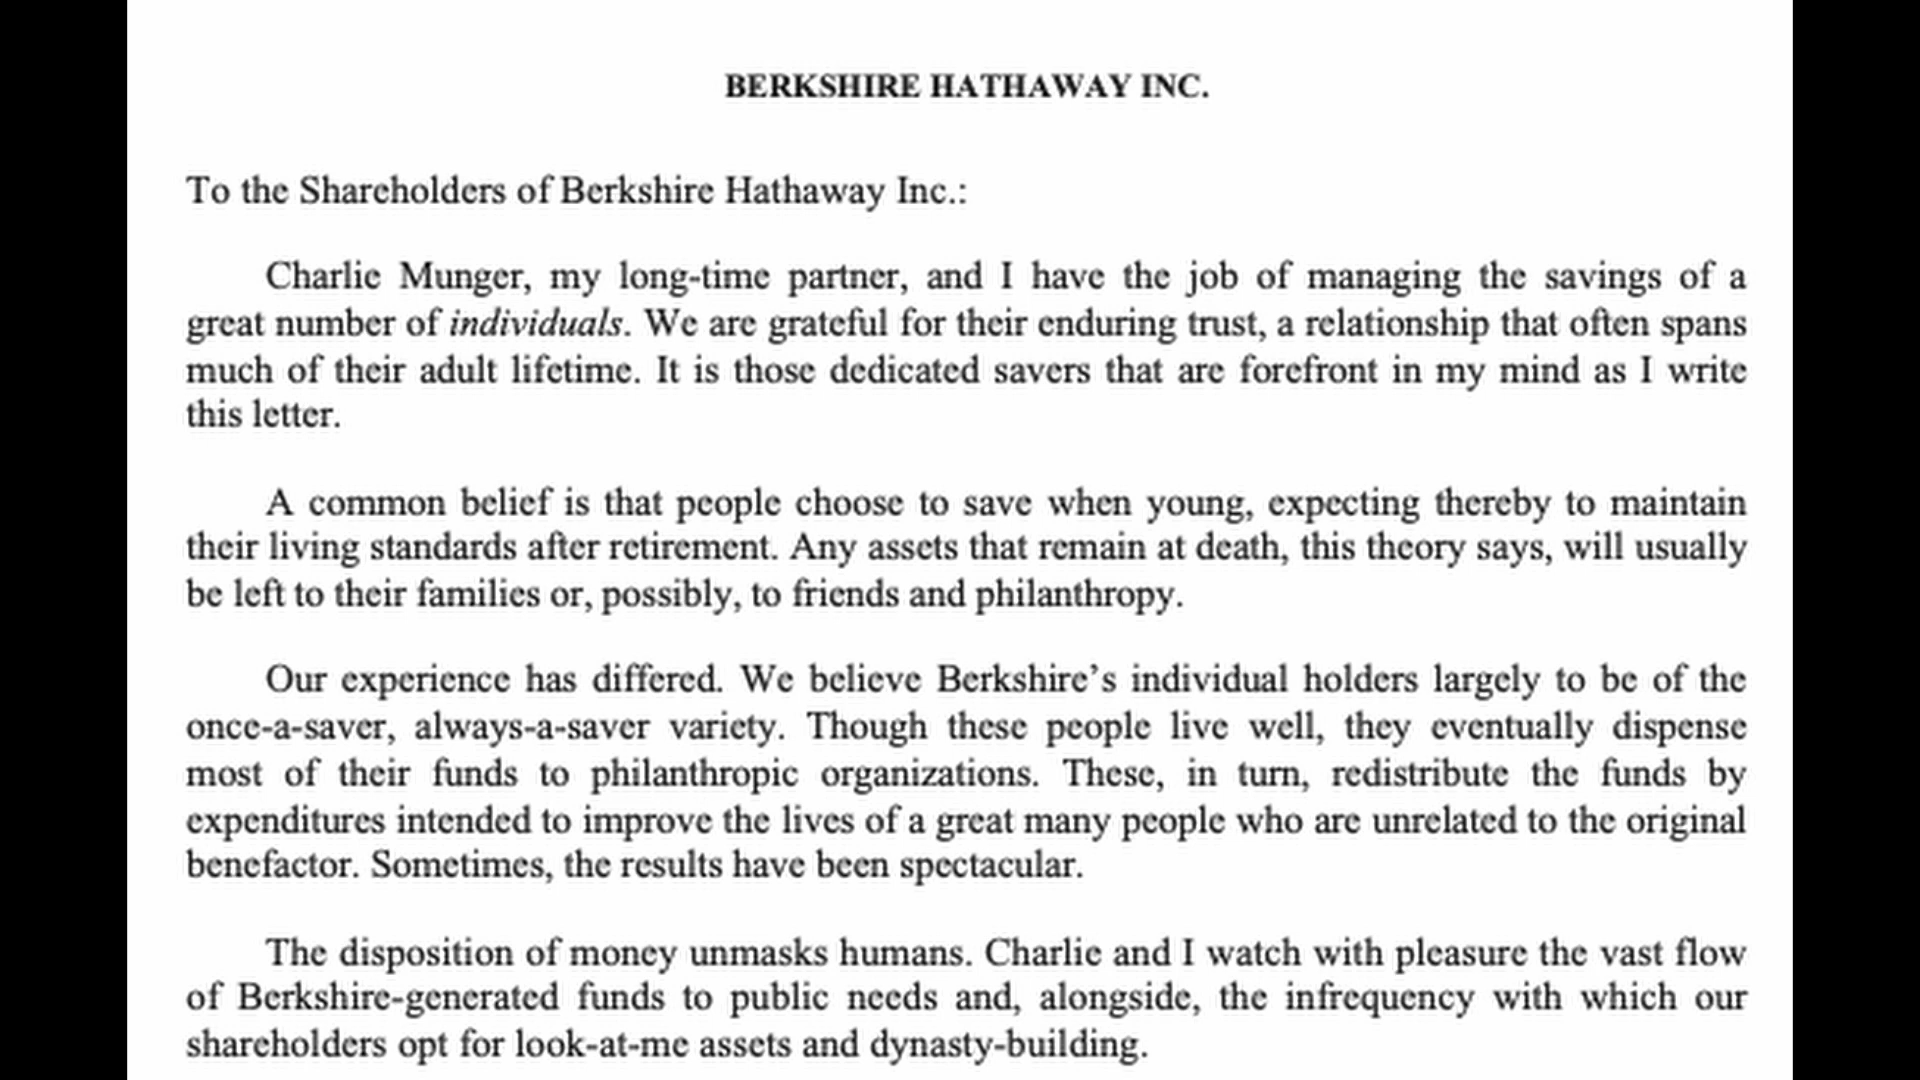 BERKSHIRE HATHAWAY INC.
To the Shareholders of Berkshire Hathaway Inc.:
Charlie Munger, my long-time partner, and I have the job of managing the savings of a
great number of individuals. We are grateful for their enduring trust, a relationship that often spans
much of their adult lifetime. It is those dedicated savers that are forefront in my mind as I write
this letter.
A common belief is that people choose to save when young, expecting thereby to maintain
their living standards after retirement. Any assets that remain at death, this theory says, will usually
be left to their families or, possibly, to friends and philanthropy.
Our experience has differed. We believe Berkshire’s individual holders largely to be of the
once-a-saver, always-a-saver variety. Though these people live well, they eventually dispense
most of their funds to philanthropic organizations. These, in turn, redistribute the funds by
expenditures intended to improve the lives of a great many people who are unrelated to the original
benefactor. Sometimes, the results have been spectacular.
The disposition of money unmasks humans. Charlie and I watch with pleasure the vast flow
of Berkshire-generated funds to public needs and, alongside, the infrequency with which our
shareholders opt for look-at-me assets and dynasty-building.